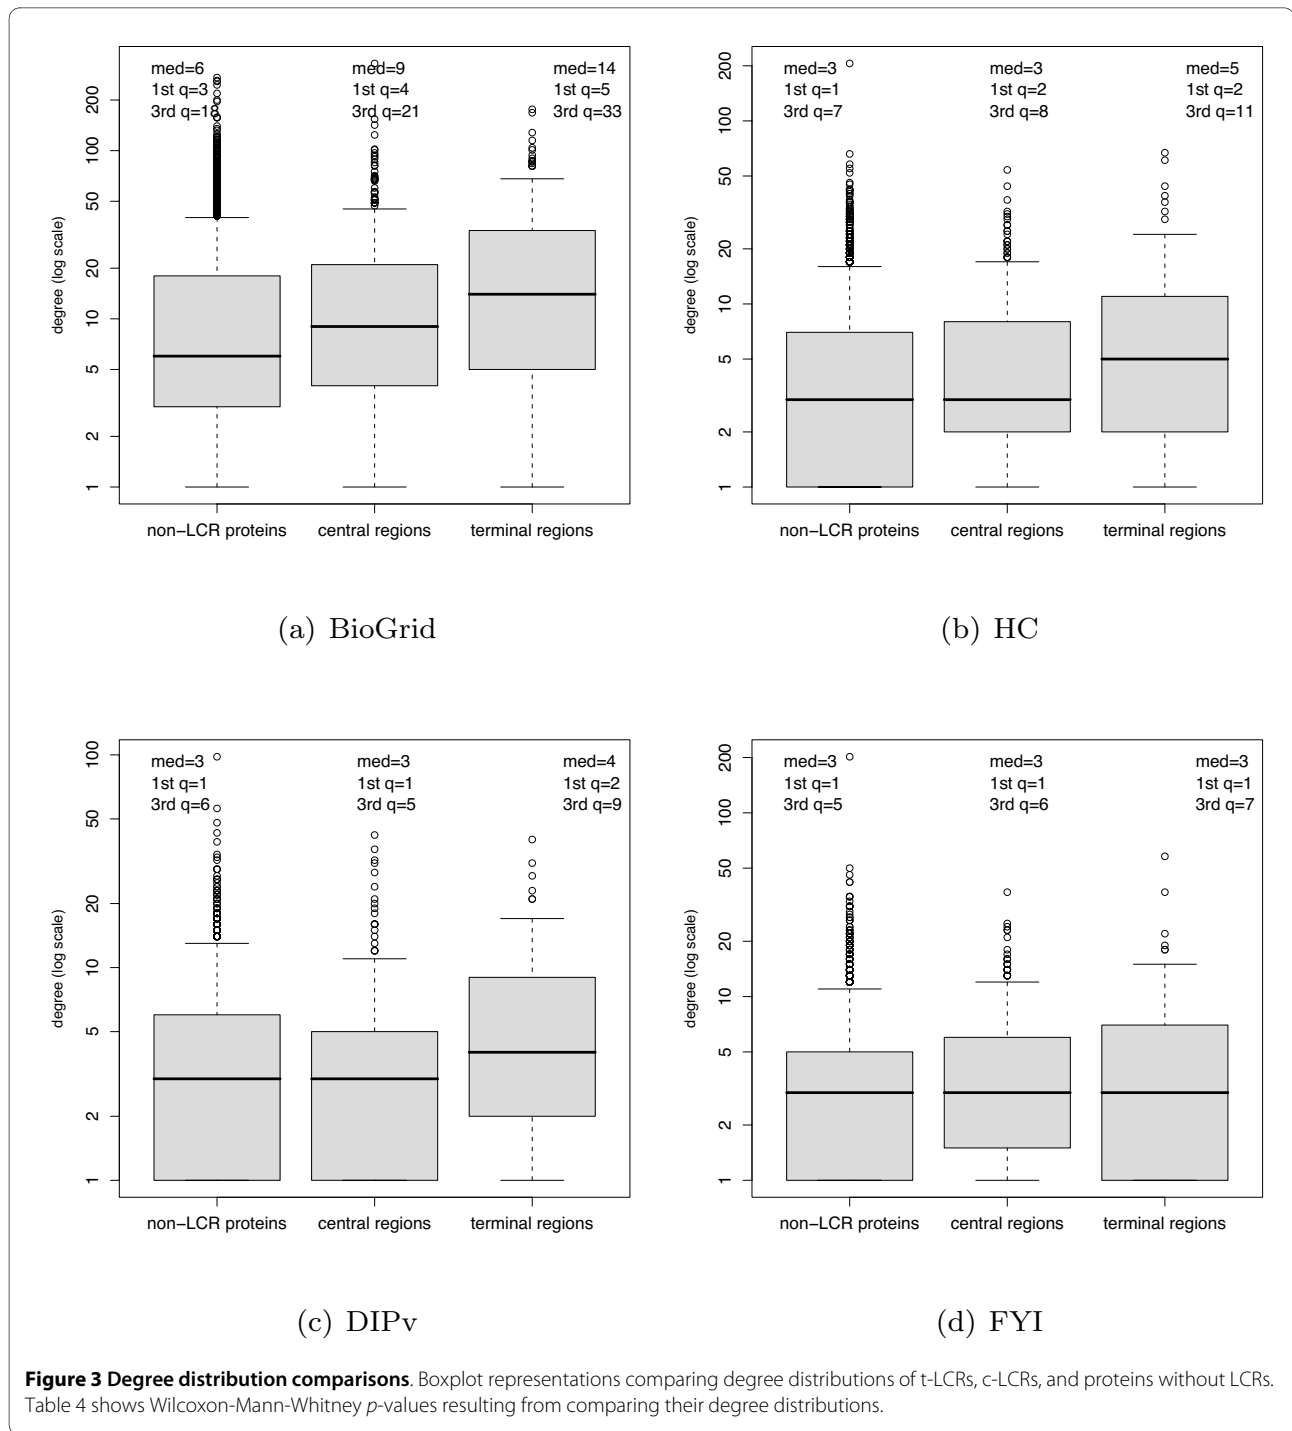 med=6
1st q=3
med=9
1st q=4
3rd q=21
med=14
1st q=5
3rd q=33
degree (log scale)
200
100
50
20
10
5
2
1
non−LCR proteins
central regions
terminal regions
(a) BioGrid
med=3
1st q=1
3rd q=7
med=3
1st q=2
3rd q=8
med=5
1st q=2
3rd q=11
degree (log scale)
200
100
50
20
10
5
2
1
non−LCR proteins
central regions
terminal regions
(b) HC
med=3
1st q=1
3rd q=6
med=3
1st q=1
3rd q=5
med=4
1st q=2
3rd q=9
degree (log scale)
100
50
20
10
5
2
1
non−LCR proteins
central regions
terminal regions
(c) DIPv
med=3
1st q=1
3rd q=5
med=3
1st q=1
3rd q=6
med=3
1st q=1
3rd q=7
degree (log scale)
200
100
50
20
10
5
2
1
non−LCR proteins
central regions
terminal regions
(d) FYI
Figure 3 Degree distribution comparisons. Boxplot representations comparing degree distributions of t-LCRs, c-LCRs, and proteins without LCRs.
Table 4 shows Wilcoxon-Mann-Whitney p-values resulting from comparing their degree distributions.